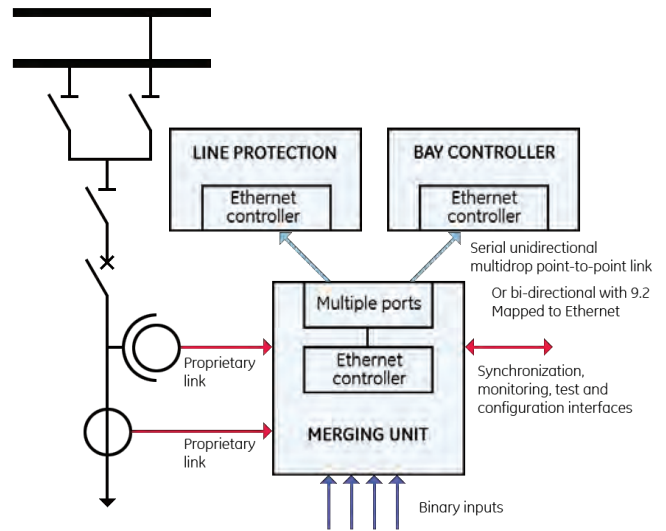 LINE PROTECTION
Ethernet
controller
BAY CONTROLLER
Ethernet
controller
Serial unidirectional
multidrop point-to-point link
Or bi-directional with 9.2
Mapped to Ethernet
Multiple ports
Ethernet
controller
MERGING UNIT
Proprietary
link
Proprietary
link
Synchronization,
monitoring, test and
configuration interfaces
Binary inputs